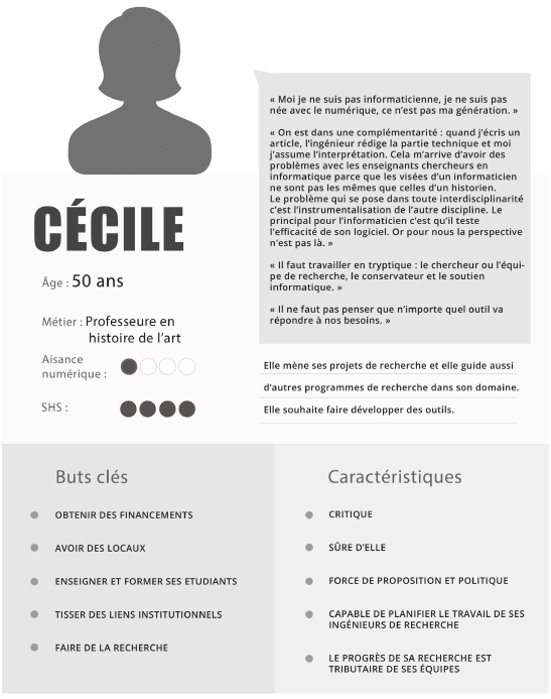 « Moi je ne suis pas informaticienne, je ne suis pas
née avec le numérique, ce n'est pas ma génération. »
« On est dans une complémentarité : quand j'écris un
article, l'ingénieur rédige la partie technique et moi
j'assume l'interprétation. Cela m'arrive d'avoir des
problèmes avec les enseignants chercheurs en
informatique parce que les visées d'un informaticien
ne sont pas les mêmes que celles d'un historien.
Le problème qui se pose dans toute interdisciplinarité
c'est l'instrumentalisation de l'autre discipline. Le
principal pour l'informaticien c'est qu'il teste
l'efficacité de son logiciel. Or pour nous la perspective
n'est pas là. »
« Il faut travailler en tryptique : le chercheur ou l'équi-
pe de recherche, le conservateur et le soutien
informatique. »
« Il ne faut pas penser que n'importe quel outil va
répondre à nos besoins. »
CÉCILE
Âge : 50 ans
Métier : Professeure en
histoire de l'art
Aisance
numérique :
SHS :
Elle mène ses projets de recherche et elle guide aussi
d'autres programmes de recherche dans son domaine.
Elle souhaite faire développer des outils.
Buts clés
OBTENIR DES FINANCEMENTS
AVOIR DES LOCAUX
ENSEIGNER ET FORMER SES ETUDIANTS
TISSER DES LIENS INSTITUTIONNELS
FAIRE DE LA RECHERCHE
Caractéristiques
CRITIQUE
SÛRE D'ELLE
FORCE DE PROPOSITION ET POLITIQUE
CAPABLE DE PLANIFIER LE TRAVAIL DE SES
INGÉNIEURS DE RECHERCHE
LE PROGRÈS DE SA RECHERCHE EST
TRIBUTAIRE DE SES ÉQUIPES